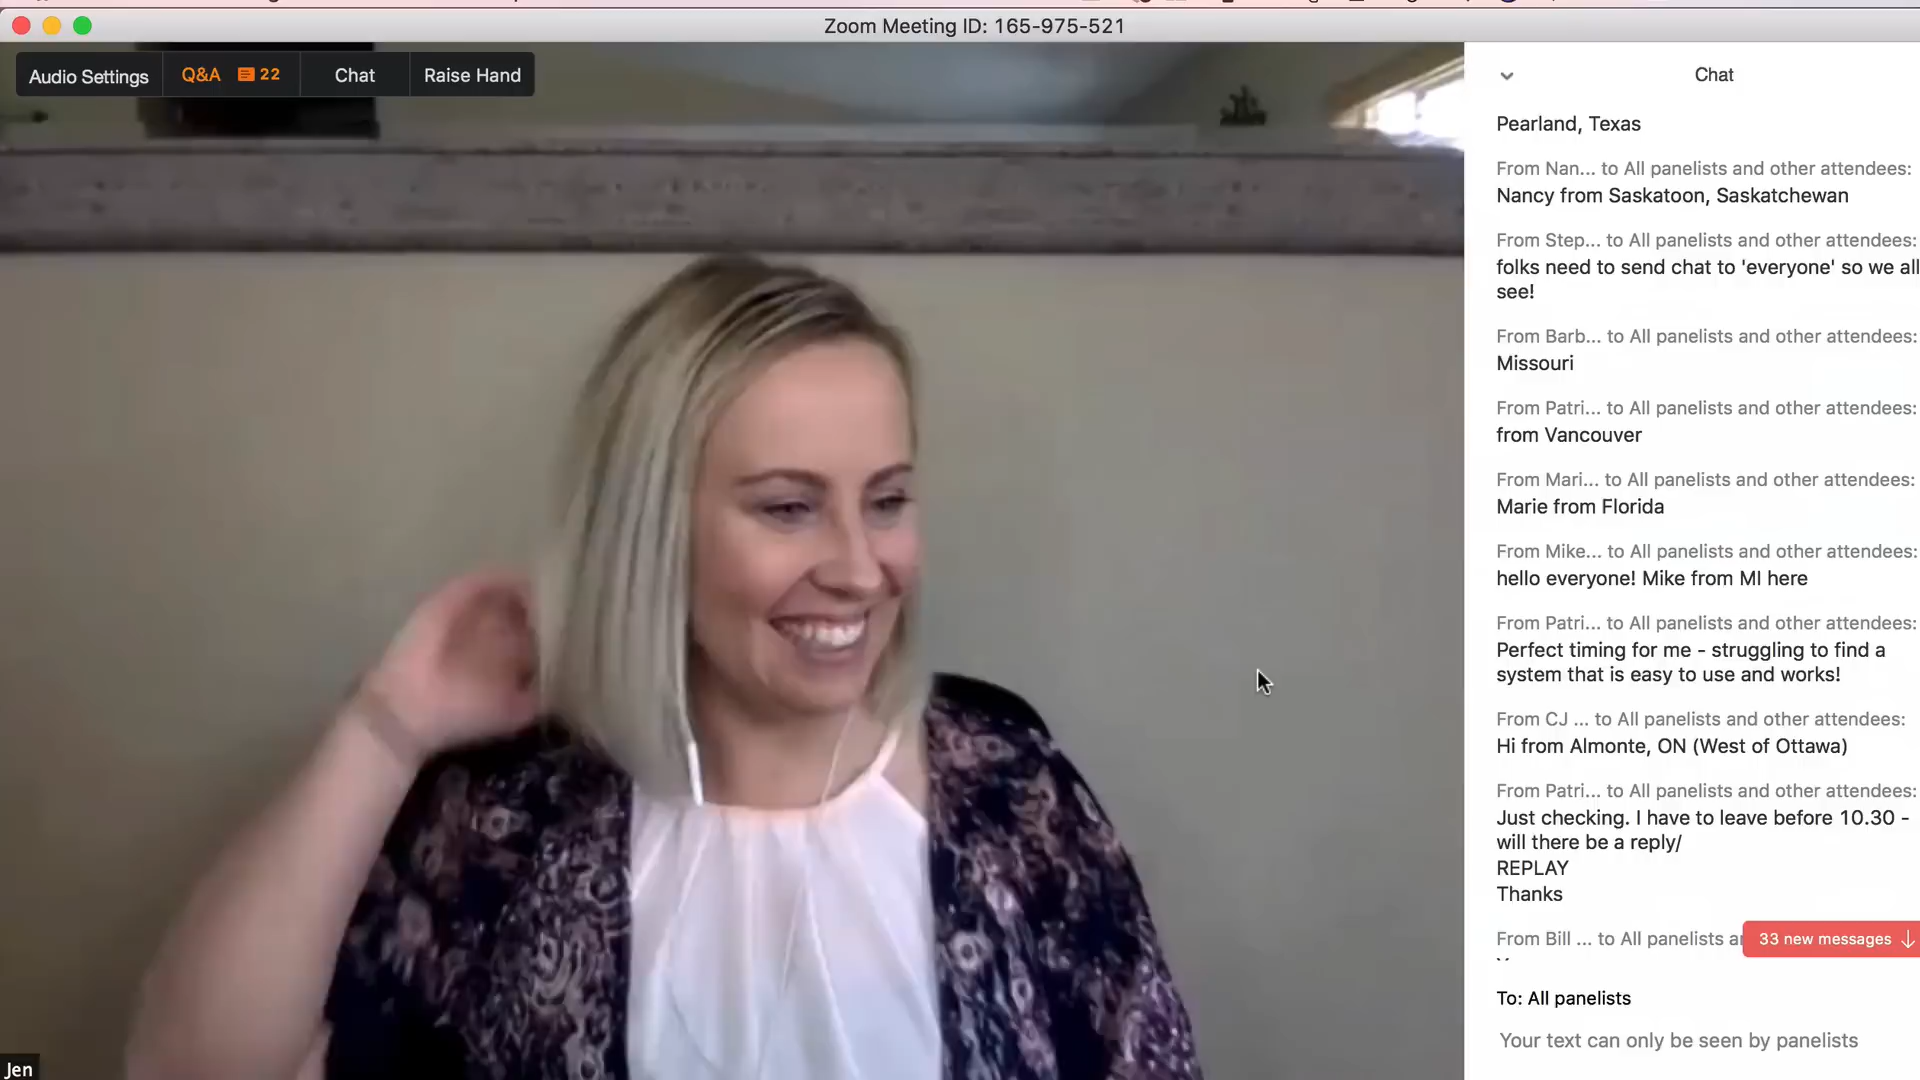 Zoom Meeting ID: 165-975-521
Audio Settings
Q&A 22
Chat
Raise Hand
Chat
Pearland, Texas
From Nan... to All panelists and other attendees:
Nancy from Saskatoon, Saskatchewan
From Step... to All panelists and other attendees:
folks need to send chat to 'everyone' so we all
see!
From Barb... to All panelists and other attendees:
Missouri
From Patri... to All panelists and other attendees:
from Vancouver
From Mari... to All panelists and other attendees:
Marie from Florida
From Mike... to All panelists and other attendees:
hello everyone! Mike from MI here
From Patri... to All panelists and other attendees:
Perfect timing for me - struggling to find a
system that is easy to use and works!
From CJ ... to All panelists and other attendees:
Hi from Almonte, ON (West of Ottawa)
From Patri... to All panelists and other attendees:
Just checking. I have to leave before 10.30 -
will there be a reply/
REPLAY
Thanks
From Bill ... to All panelists
33 new messages
To: All panelists
Your text can only be seen by panelists
Jen